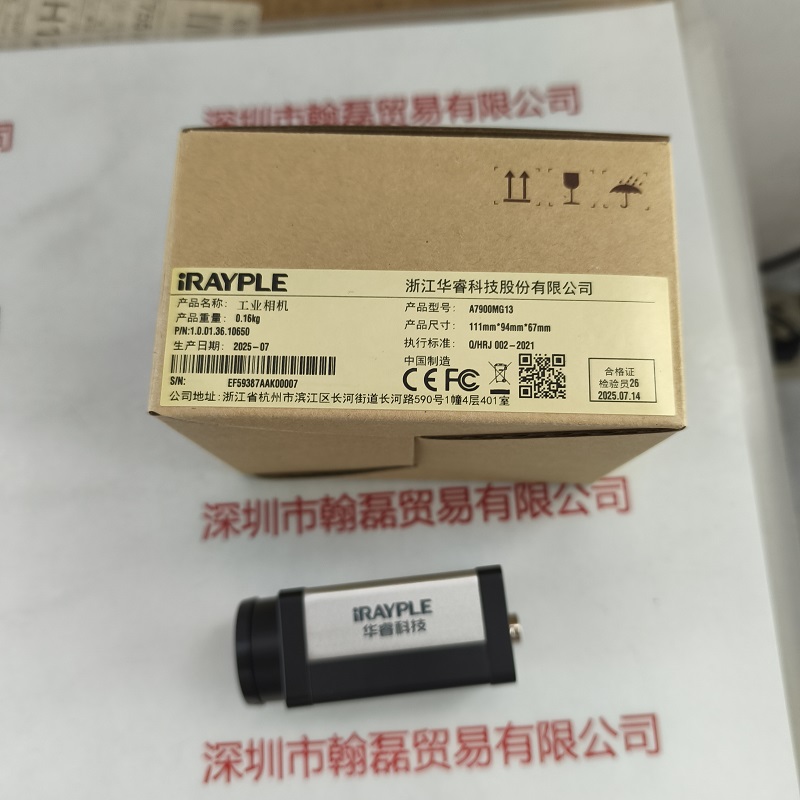 深圳市翰磊贸易有限公司
司
iRAYPLE
浙江华睿科技股份有限公司
产品名称: 工业相机
产品型号: A7900MG13
产品重量: 0.16kg
产品尺寸: 111mm*94mm*67mm
P/N:1.0.01.36.10650
执行标准: Q/HRJ 002-2021
生产日期: 2025-07
中国制造
CE FC
合格证
检验员26
2025.07.14
S/N: EF59387AAK00007
公司地址:浙江省杭州市滨江区长河街道长河路590号1幢4层401室
深圳市翰磊贸易有限公司
iRAYPLE
华睿科技
深圳市翰磊贸易有限公司